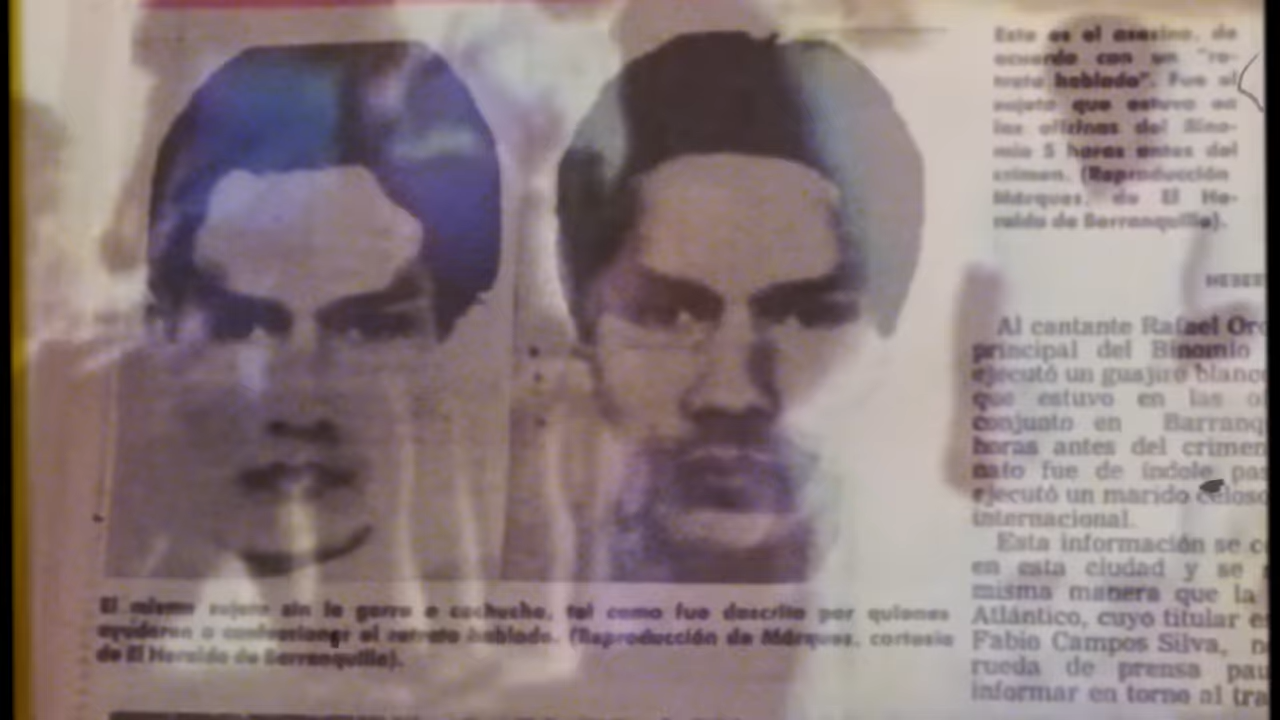 Este es el asesino, de
acuerdo con un "re-
trato hablado". Fue el
sujeto que estuvo en
las oficinas del Bino-
mio 5 horas antes del
crimen. (Reproducción
Márquez, de El He-
raldo de Barranquilla).
Al cantante Rafael Oro
principal del Binomio
ejecutó un guajiro blanco
que estuvo en las o
conjunto en Barranq
horas antes del crimen
nato fue de índole pas
ejecutó un marido celoso
internacional.
Esta información se c
en esta ciudad y se
misma manera que la
Atlántico, cuyo titular e
Fabio Campos Silva, n
rueda de prensa pau
informar en torno al tra
El mismo sujeto sin la gorra o cachucha, tal como fue descrito por quienes
ayudaron a confeccionar el retrato hablado. (Reproducción de Márquez, cortesía
de El Heraldo de Barranquilla).